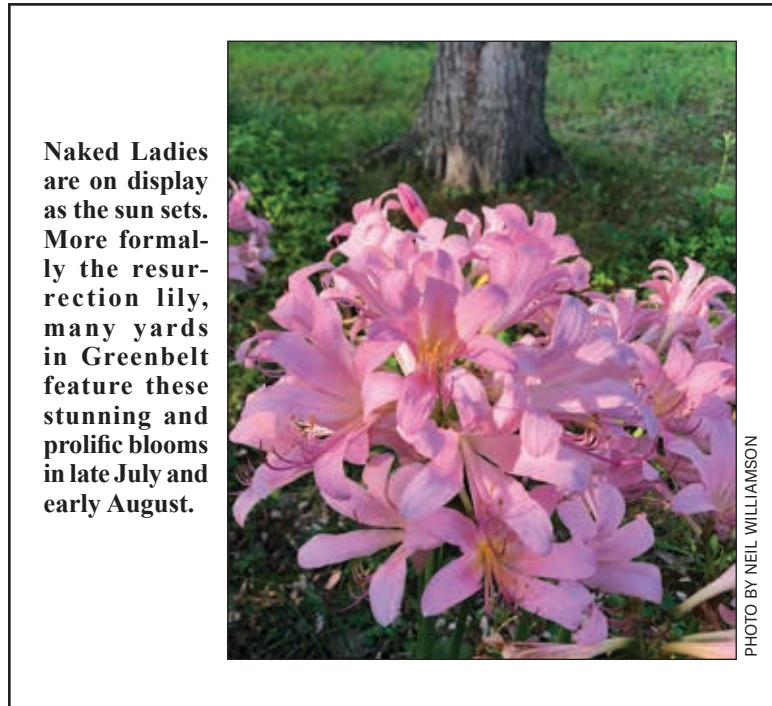 Naked Ladies
are on display
as the sun sets.
More formal-
ly the resur-
rection lily,
many yards
in Greenbelt
feature these
stunning and
prolific blooms
in late July and
early August.
PHOTO BY NEIL WILLIAMSON